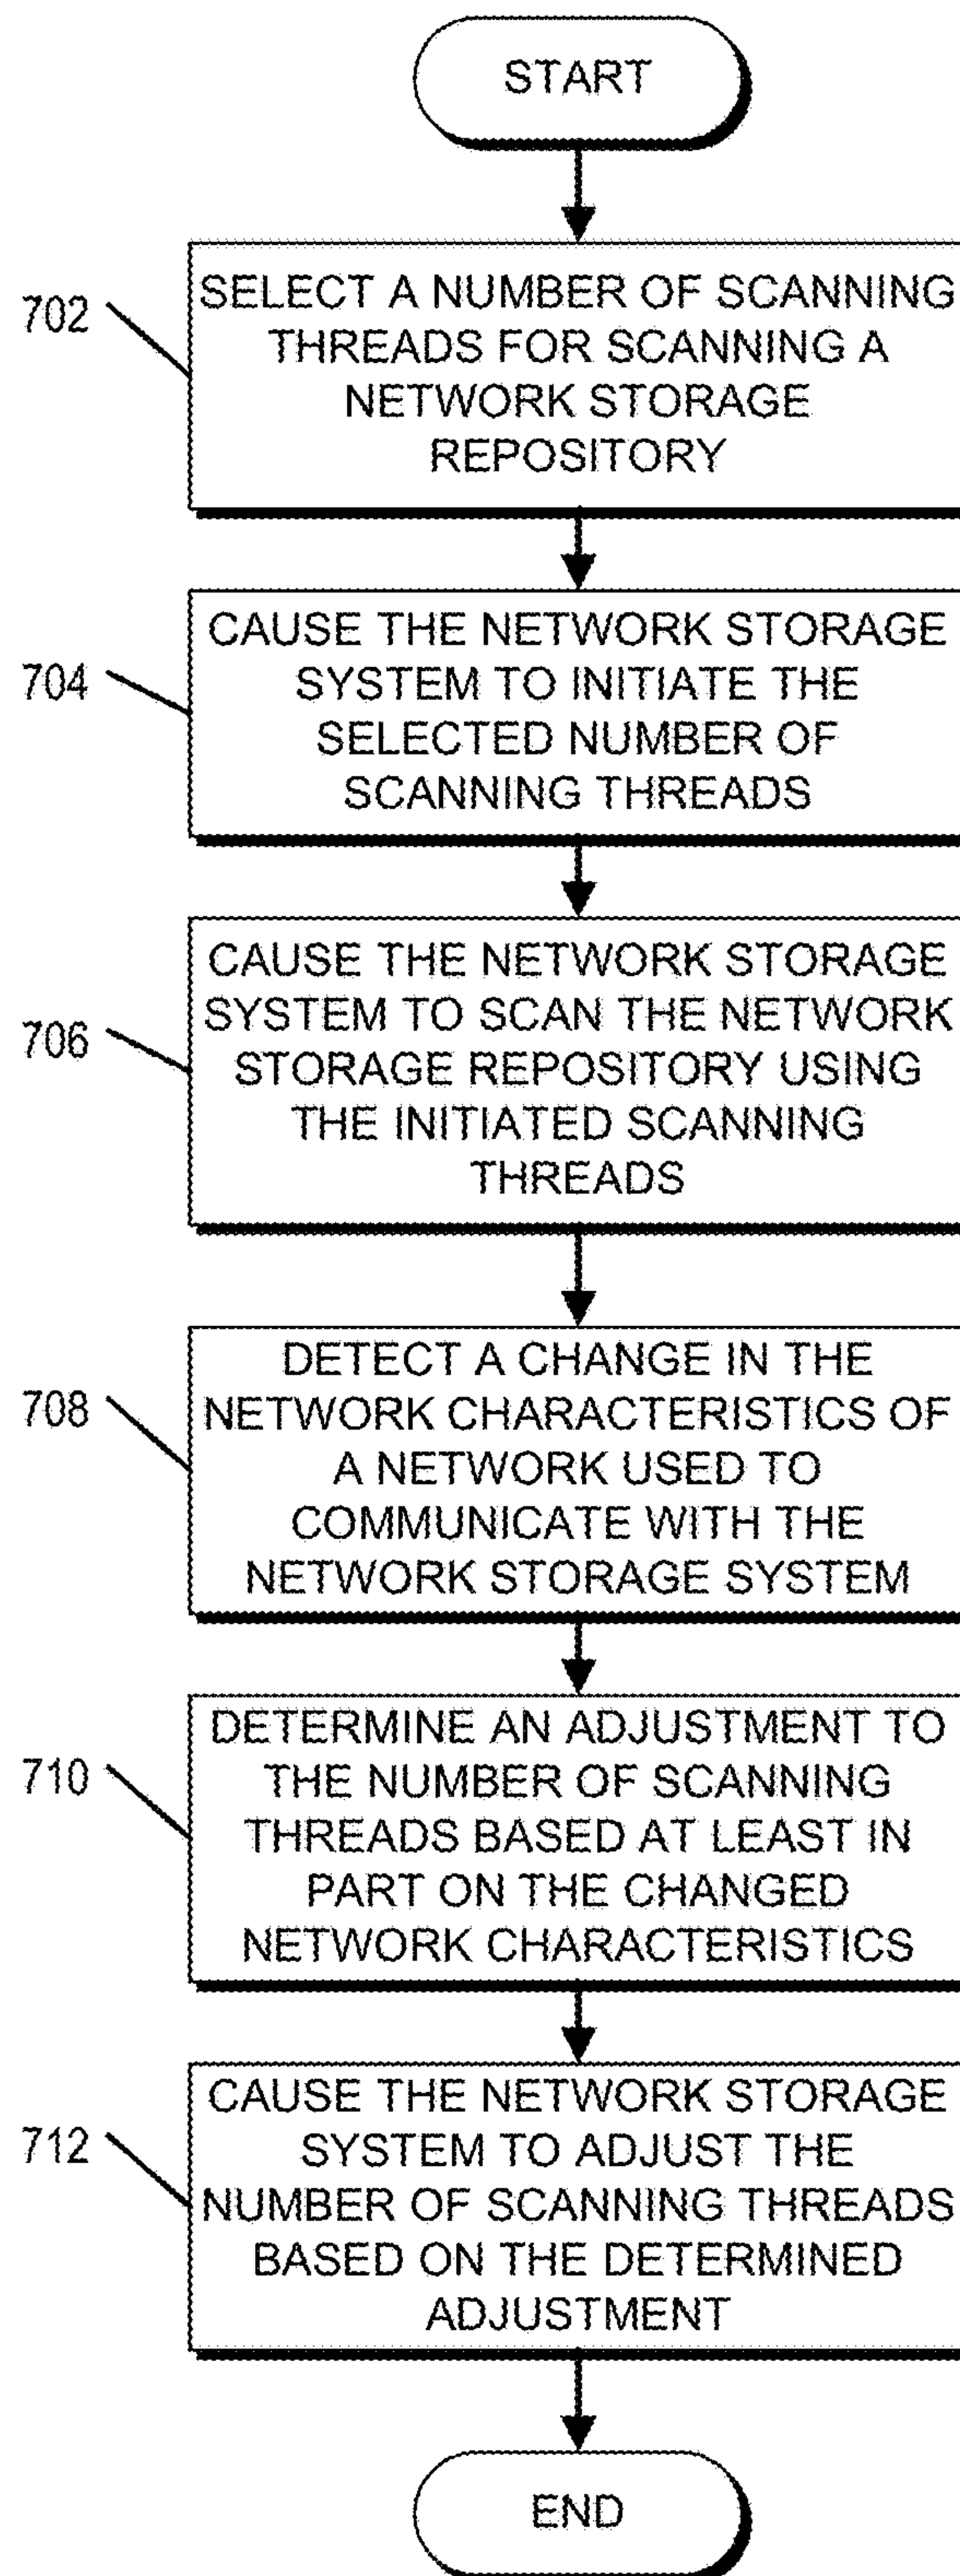 START
702
SELECT A NUMBER OF SCANNING
THREADS FOR SCANNING A
NETWORK STORAGE
REPOSITORY
704
CAUSE THE NETWORK STORAGE
SYSTEM TO INITIATE THE
SELECTED NUMBER OF
SCANNING THREADS
706
CAUSE THE NETWORK STORAGE
SYSTEM TO SCAN THE NETWORK
STORAGE REPOSITORY USING
THE INITIATED SCANNING
THREADS
708
DETECT A CHANGE IN THE
NETWORK CHARACTERISTICS OF
A NETWORK USED TO
COMMUNICATE WITH THE
NETWORK STORAGE SYSTEM
710
DETERMINE AN ADJUSTMENT TO
THE NUMBER OF SCANNING
THREADS BASED AT LEAST IN
PART ON THE CHANGED
NETWORK CHARACTERISTICS
712
CAUSE THE NETWORK STORAGE
SYSTEM TO ADJUST THE
NUMBER OF SCANNING THREADS
BASED ON THE DETERMINED
ADJUSTMENT
END